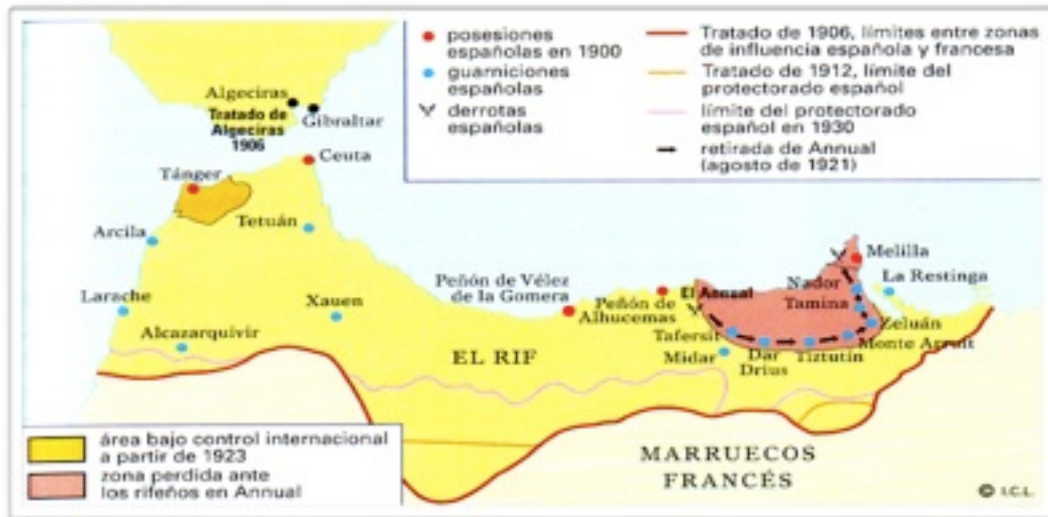 posesiones
españolas en 1900
guarniciones
españolas
derrotas
españolas
Tratado de 1906, límites entre zonas
de influencia española y francesa
Tratado de 1912, límite del
protectorado español
límite del protectorado
español en 1930
retirada de Annual
(agosto de 1921)
Algeciras
Tratado de
Algeciras
1906
Gibraltar
Ceuta
Tánger
Tetuán
Arcila
Larache
Xauen
Alcazarquivir
Peñón de Vélez
de la Gomera
Peñón de
Alhucemas
El Annual
Melilla
Nador
La Restinga
Tamina
Zeluán
Tafersit
Monte Arruit
Midar
Dar
Drius
Tiztutin
EL RIF
MARRUECOS
FRANCÉS
área bajo control internacional
a partir de 1923
zona perdida ante
los rifeños en Annual
© I.C.L.